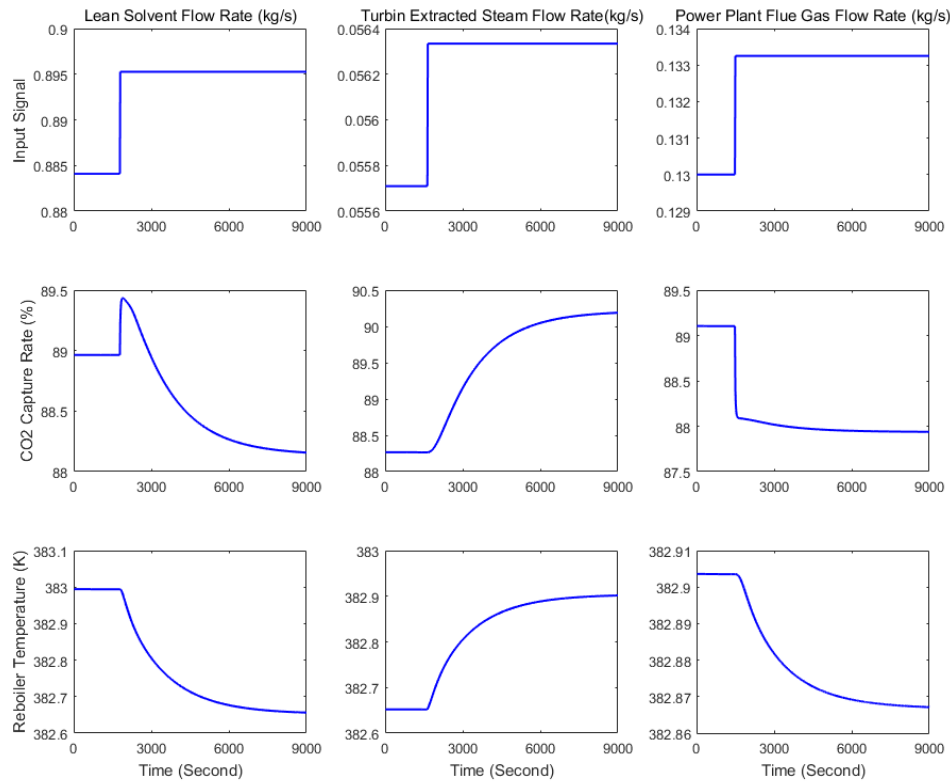 Lean Solvent Flow Rate (kg/s)
Turbin Extracted Steam Flow Rate(kg/s)
Power Plant Flue Gas Flow Rate (kg/s)
Input Signal
0.9
0.895
0.89
0.885
0.88
0 3000 6000 9000
0.0564
0.0562
0.056
0.0558
0.0556
0 3000 6000 9000
0.134
0.133
0.132
0.131
0.13
0.129
0 3000 6000 9000
CO2 Capture Rate (%)
89.5
89
88.5
88
0 3000 6000 9000
90.5
90
89.5
89
88.5
88
0 3000 6000 9000
89.5
89
88.5
88
87.5
0 3000 6000 9000
Reboiler Temperature (K)
383.1
383
382.9
382.8
382.7
382.6
0 3000 6000 9000
Time (Second)
383
382.9
382.8
382.7
382.6
0 3000 6000 9000
Time (Second)
382.91
382.9
382.89
382.88
382.87
382.86
0 3000 6000 9000
Time (Second)